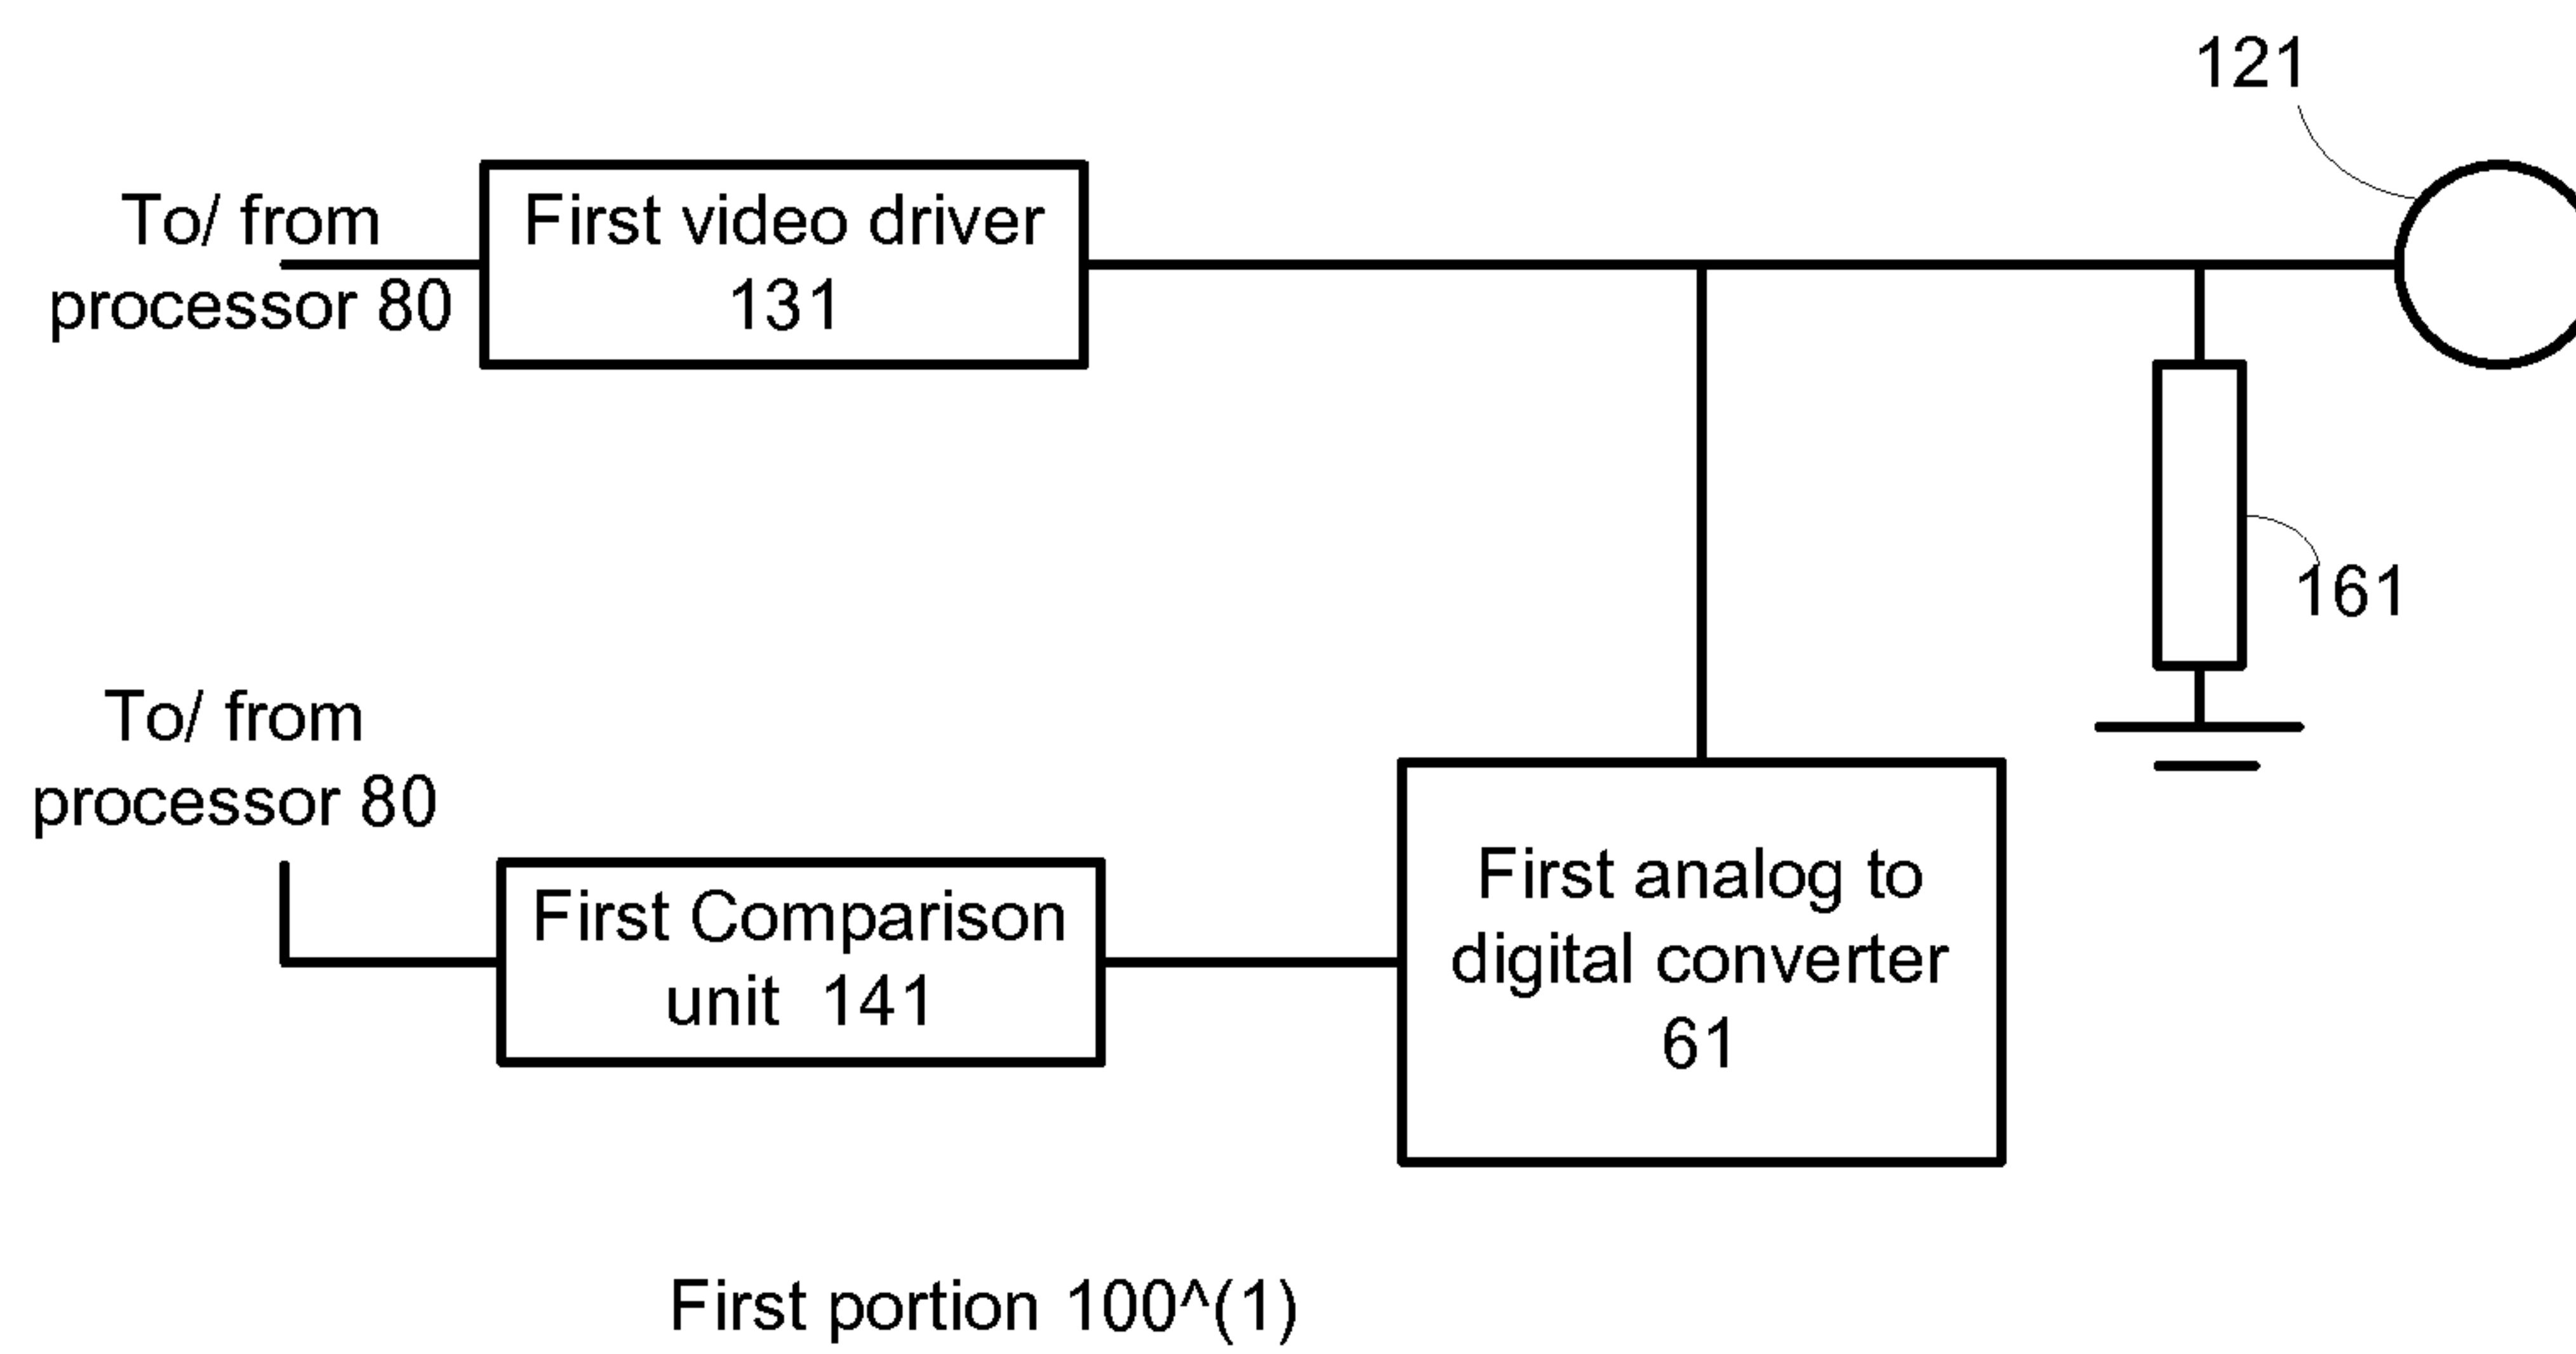 121
To/ from
processor 80
First video driver
131
161
To/ from
processor 80
First Comparison
unit  141
First analog to
digital converter
61
First portion 100^(1)